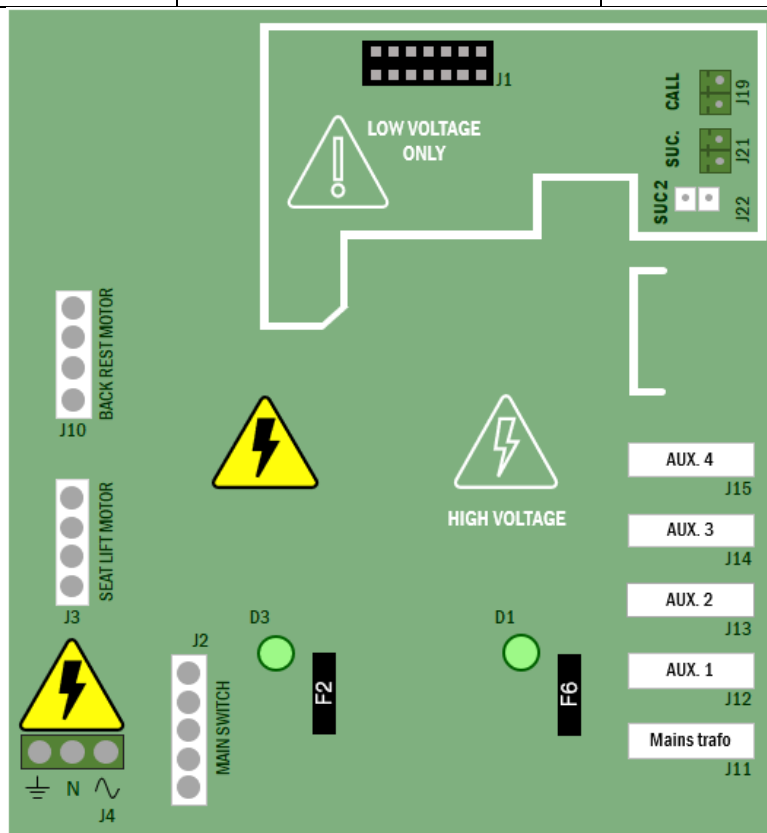 J1
CALL
J19
LOW VOLTAGE
ONLY
SUC.
J21
SUC 2
J22
BACK REST MOTOR
J10
AUX. 4
J15
SEAT LIFT MOTOR
HIGH VOLTAGE
AUX. 3
J14
J3
D3
D1
AUX. 2
J13
J2
MAIN SWITCH
F2
F6
AUX. 1
J12
Mains trafo
J11
N
J4